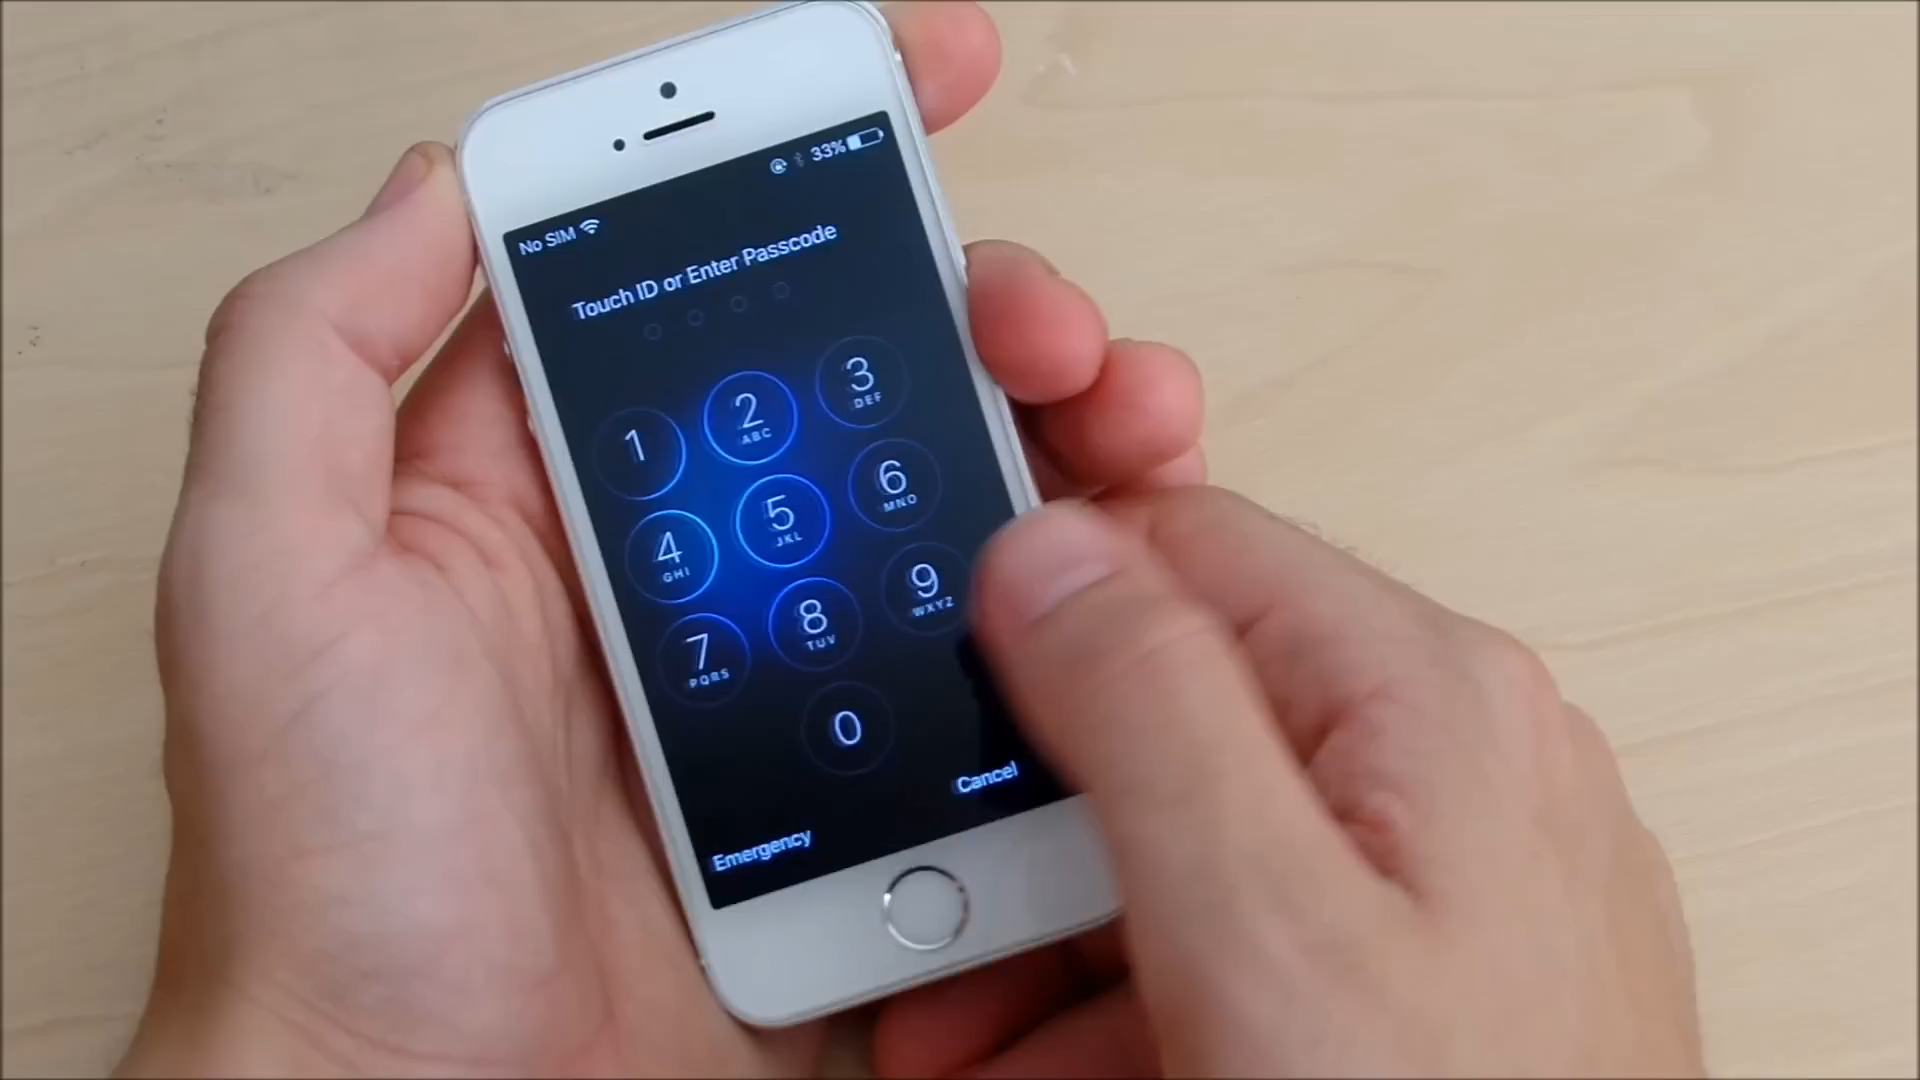 No SIM 33%
Touch ID or Enter Passcode
1 2 3
ABC DEF
4 5 6
GHI JKL MNO
7 8 9
PQRS TUV WXYZ
0
Emergency Cancel